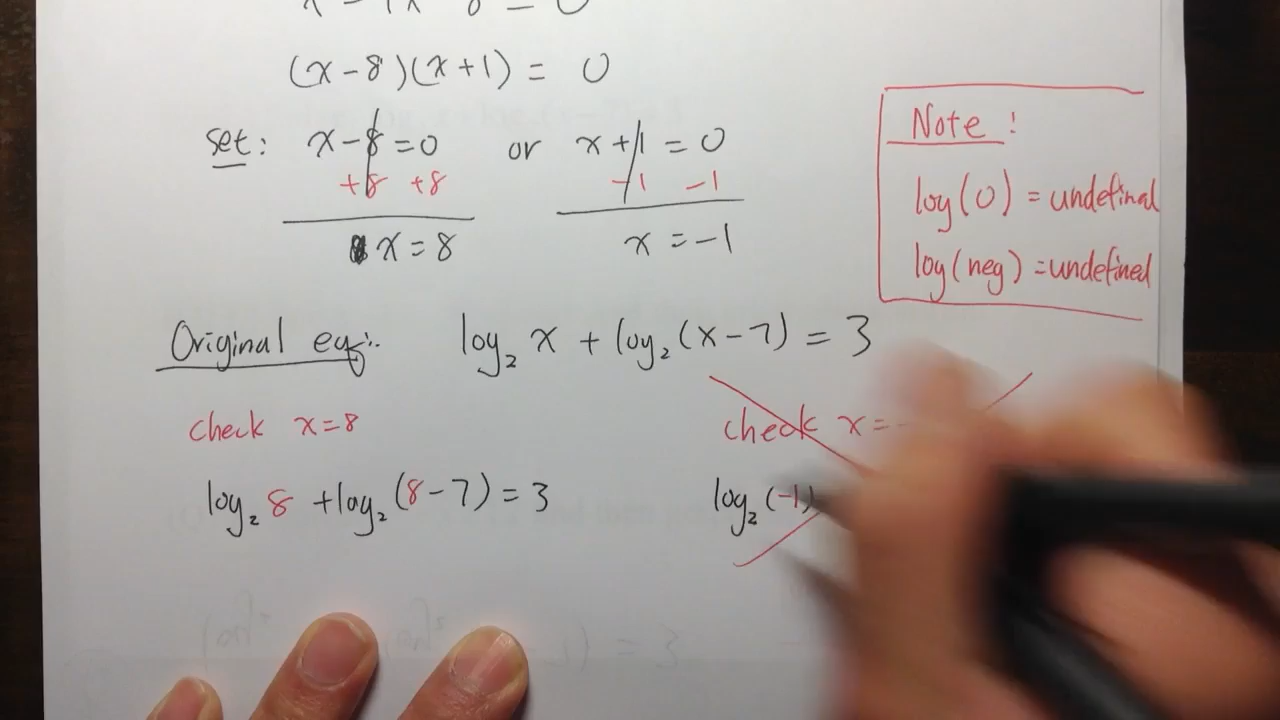 (x-8)(x+1) = 0
set: x-8=0 or x+1=0
+8 +8 -1 -1
x=8 x=-1
Note!
log(0) = undefined
log(neg) = undefined
Original eq: log₂ x + log₂ (x-7) = 3
check x=8 check x=
log₂ 8 + log₂ (8-7) = 3 log₂ (-1)